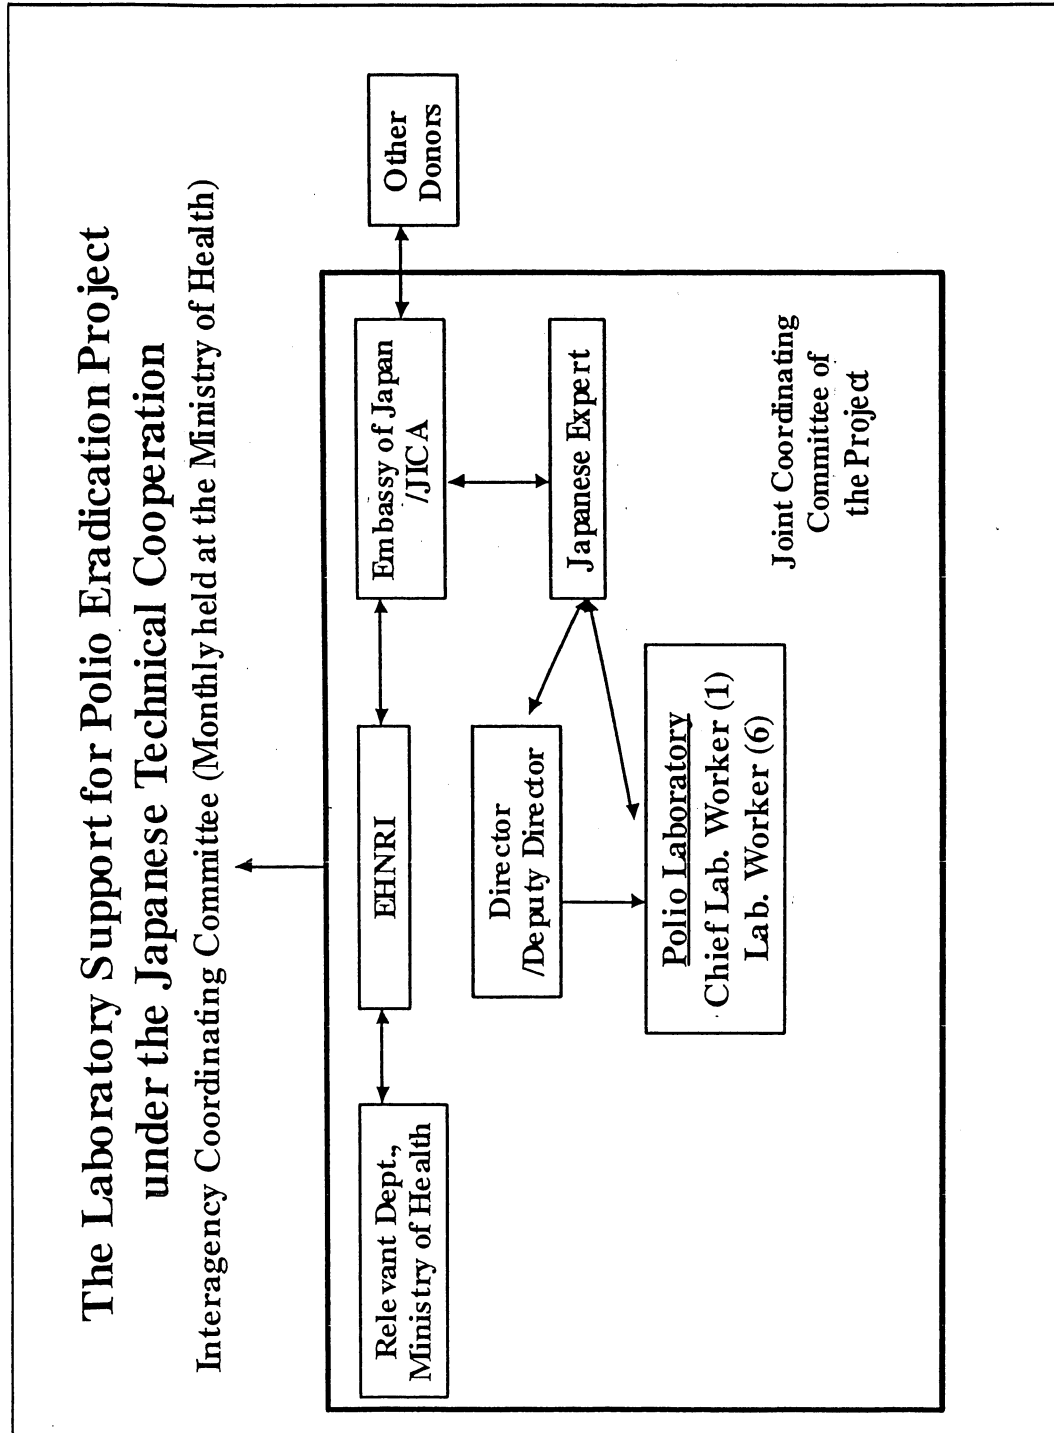 The Laboratory Support for Polio Eradication Project
under the Japanese Technical Cooperation
Interagency Coordinating Committee (Monthly held at the Ministry of Health)
Relevant Dept.,
Ministry of Health
EHNRI
Embassy of Japan
/JICA
Other
Donors
Director
/Deputy Director
Japanese Expert
Polio Laboratory
Chief Lab. Worker (1)
Lab. Worker (6)
Joint Coordinating
Committee of
the Project